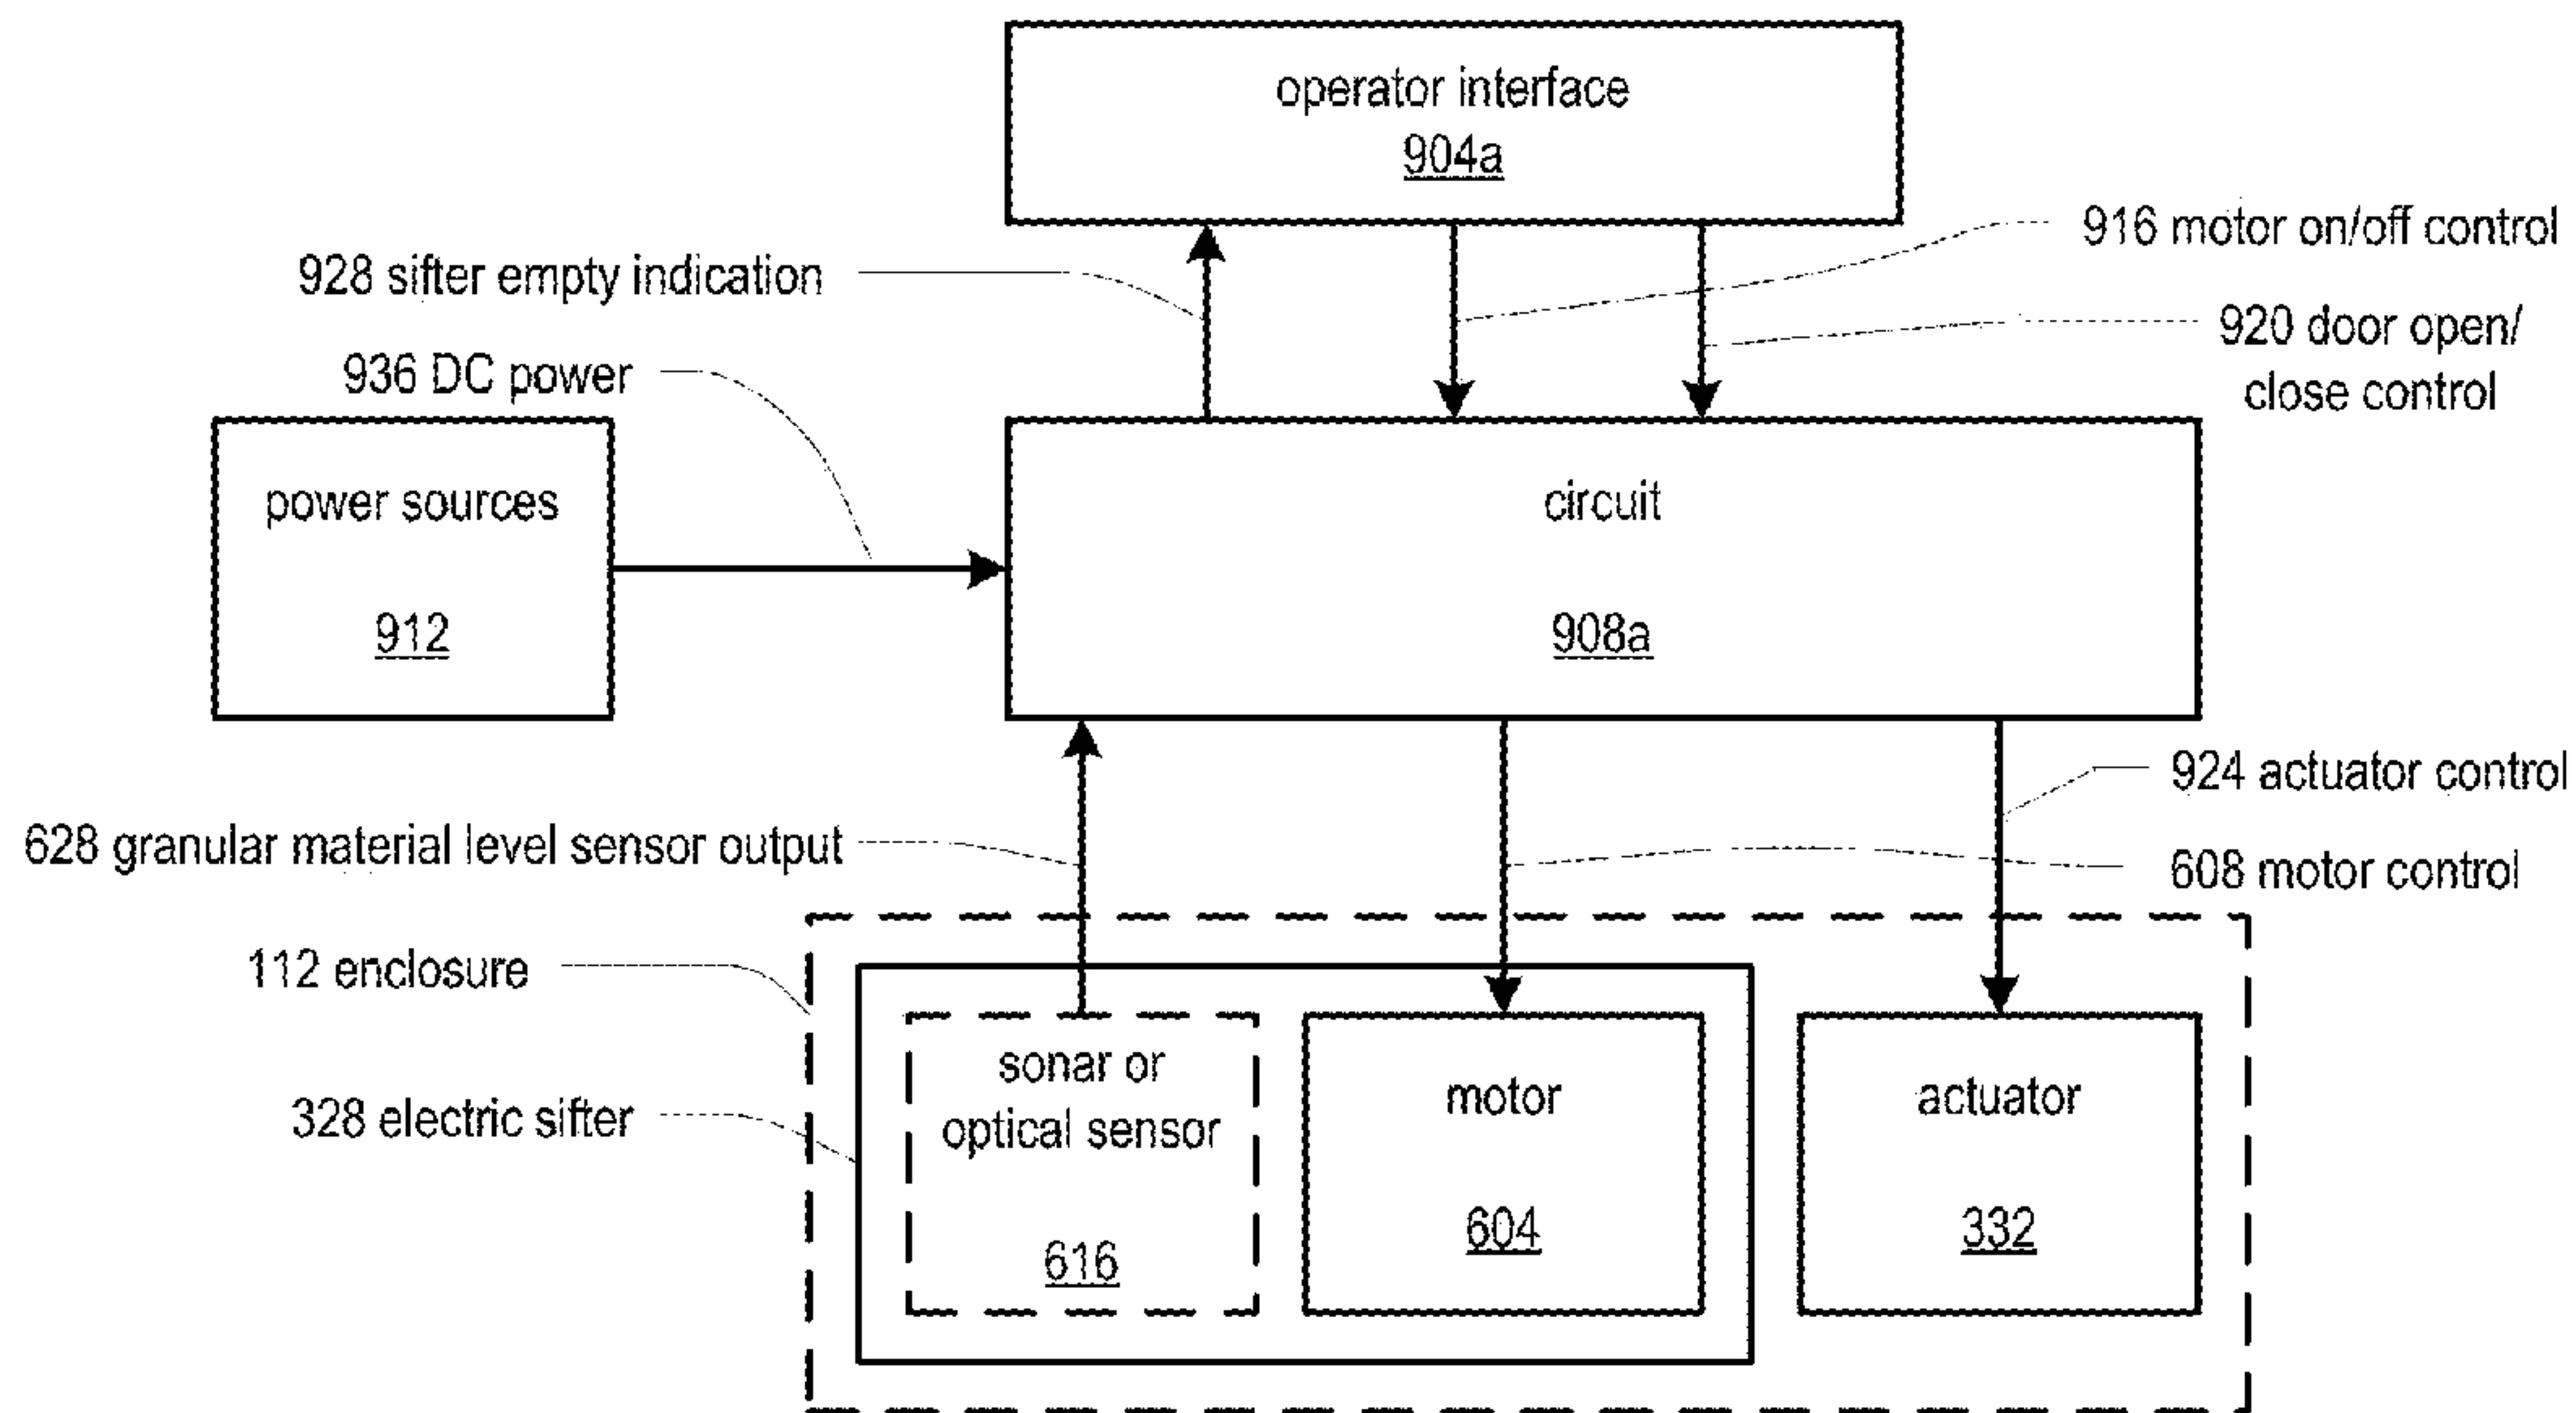 operator interface
904a
916 motor on/off control
928 sifter empty indication
920 door open/
close control
936 DC power
power sources
912
circuit
908a
924 actuator control
628 granular material level sensor output
608 motor control
112 enclosure
328 electric sifter
sonar or
optical sensor
616
motor
604
actuator
332